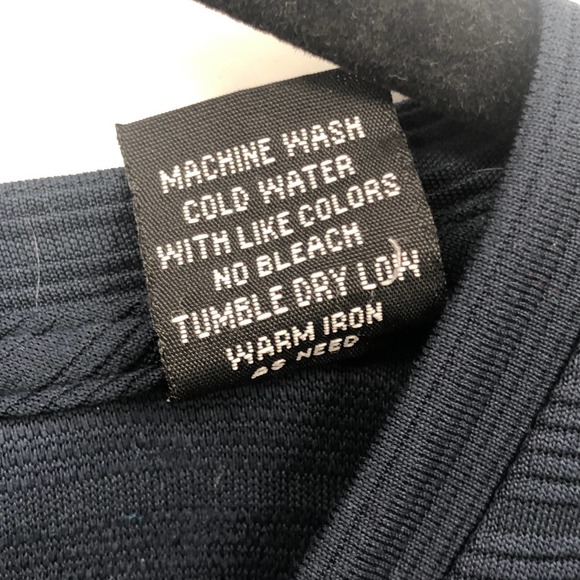 MACHINE WASH
COLD WATER
WITH LIKE COLORS
NO BLEACH
TUMBLE DRY LOW
WARM IRON
AS NEED